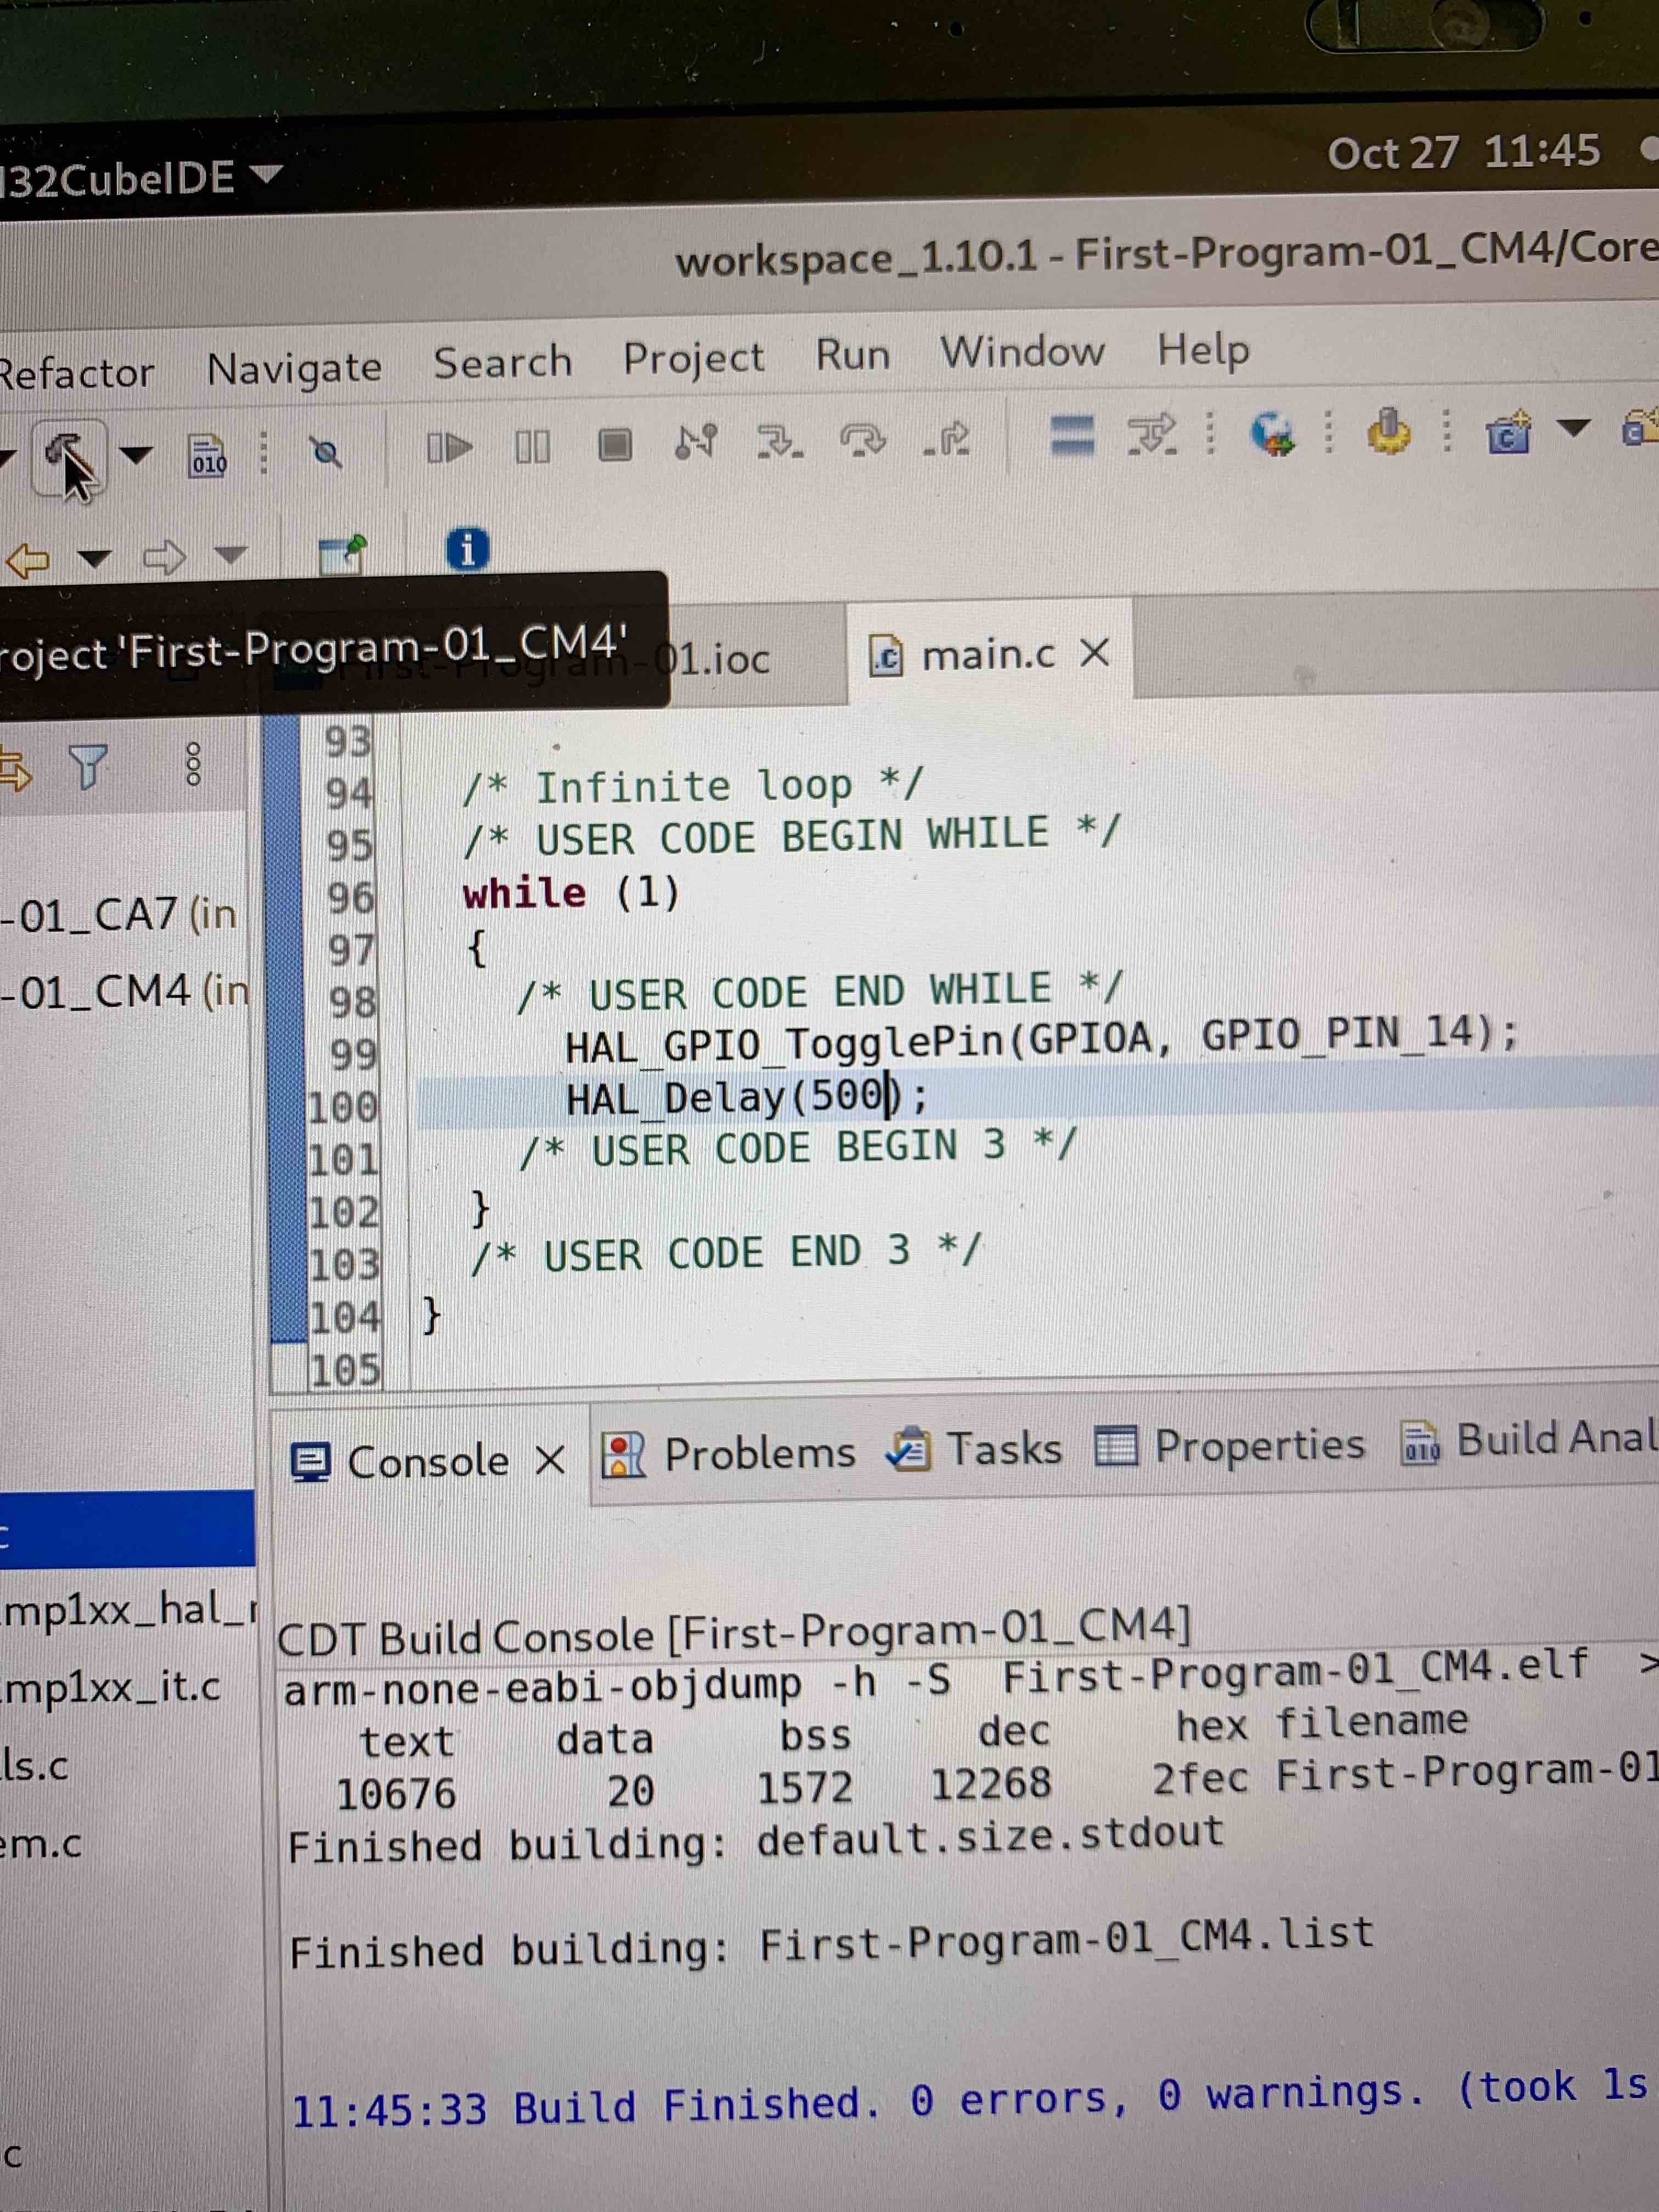 32CubeIDE
Oct 27 11:45
workspace_1.10.1 - First-Program-01_CM4/Core
Refactor Navigate Search Project Run Window Help
010
roject 'First-Program-01_CM4'
01.ioc
main.c
93
94 /* Infinite loop */
95 /* USER CODE BEGIN WHILE */
96 while (1)
97 {
98 /* USER CODE END WHILE */
99 HAL_GPIO_TogglePin(GPIOA, GPIO_PIN_14);
100 HAL_Delay(500);
101 /* USER CODE BEGIN 3 */
102 }
103 /* USER CODE END 3 */
104 }
105
-01_CA7 (in
-01_CM4 (in
c
mp1xx_hal_
mp1xx_it.c
ls.c
em.c
c
Console Problems Tasks Properties Build Anal
CDT Build Console [First-Program-01_CM4]
arm-none-eabi-objdump -h -S First-Program-01_CM4.elf >
text data bss dec hex filename
10676 20 1572 12268 2fec First-Program-01
Finished building: default.size.stdout
Finished building: First-Program-01_CM4.list
11:45:33 Build Finished. 0 errors, 0 warnings. (took 1s